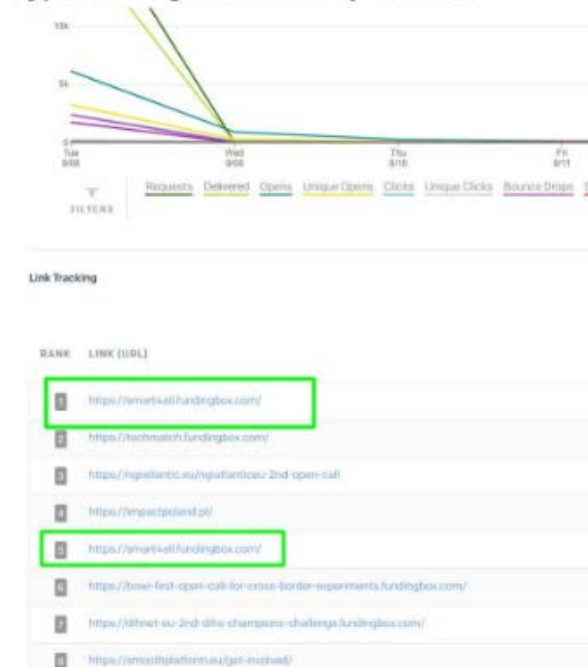 10k
5k
0
Tue Wed Thu Fri
9/08 9/09 9/10 9/11
FILTERS Requests Delivered Opens Unique Opens Clicks Unique Clicks Bounce Drops
Link Tracking
RANK LINK (URL)
1 https://smart4all.fundingbox.com/
2 https://techmatch.fundingbox.com/
3 https://ngiatlantic.eu/ngiatlanticeu-2nd-open-call
4 https://impactpoland.pl/
5 https://smart4all.fundingbox.com/
6 https://bowi-first-open-call-for-cross-border-experiments.fundingbox.com/
7 https://dihnet-eu-2nd-dihs-champions-challenge.fundingbox.com/
8 https://smoothplatform.eu/get-involved/